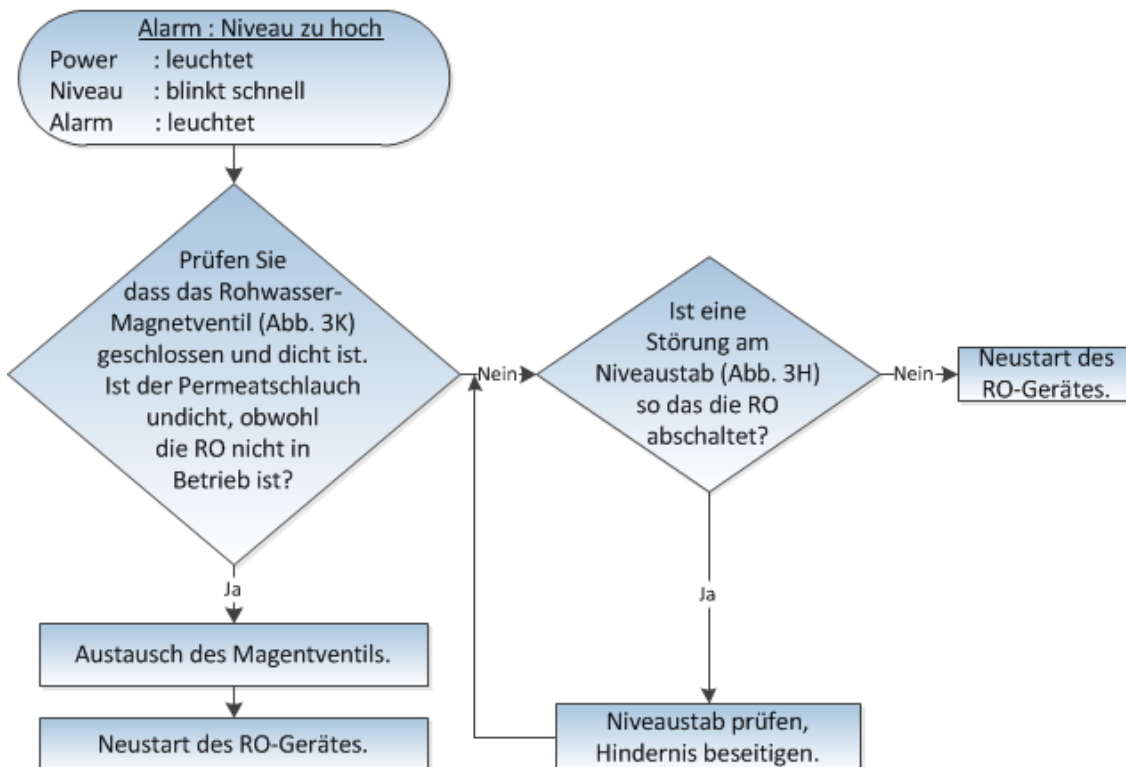 Alarm : Niveau zu hoch
Power : leuchtet
Niveau : blinkt schnell
Alarm : leuchtet
Prüfen Sie
dass das Rohwasser-
Magnetventil (Abb. 3K)
geschlossen und dicht ist.
Ist der Permeatschlauch
undicht, obwohl
die RO nicht in
Betrieb ist?
Nein
Ist eine
Störung am
Niveaustab (Abb. 3H)
so das die RO
abschaltet?
Nein
Neustart des
RO-Gerätes.
Ja
Austausch des Magentventils.
Neustart des RO-Gerätes.
Ja
Niveaustab prüfen,
Hindernis beseitigen.